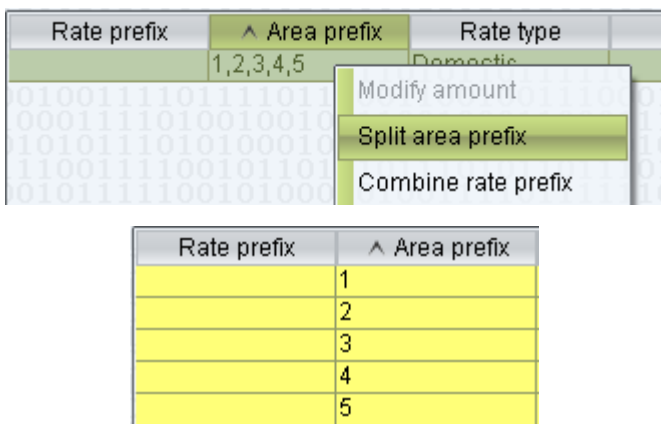 Rate prefix Area prefix Rate type
1,2,3,4,5 Domestic
Modify amount
Split area prefix
Combine rate prefix
Rate prefix Area prefix
1
2
3
4
5